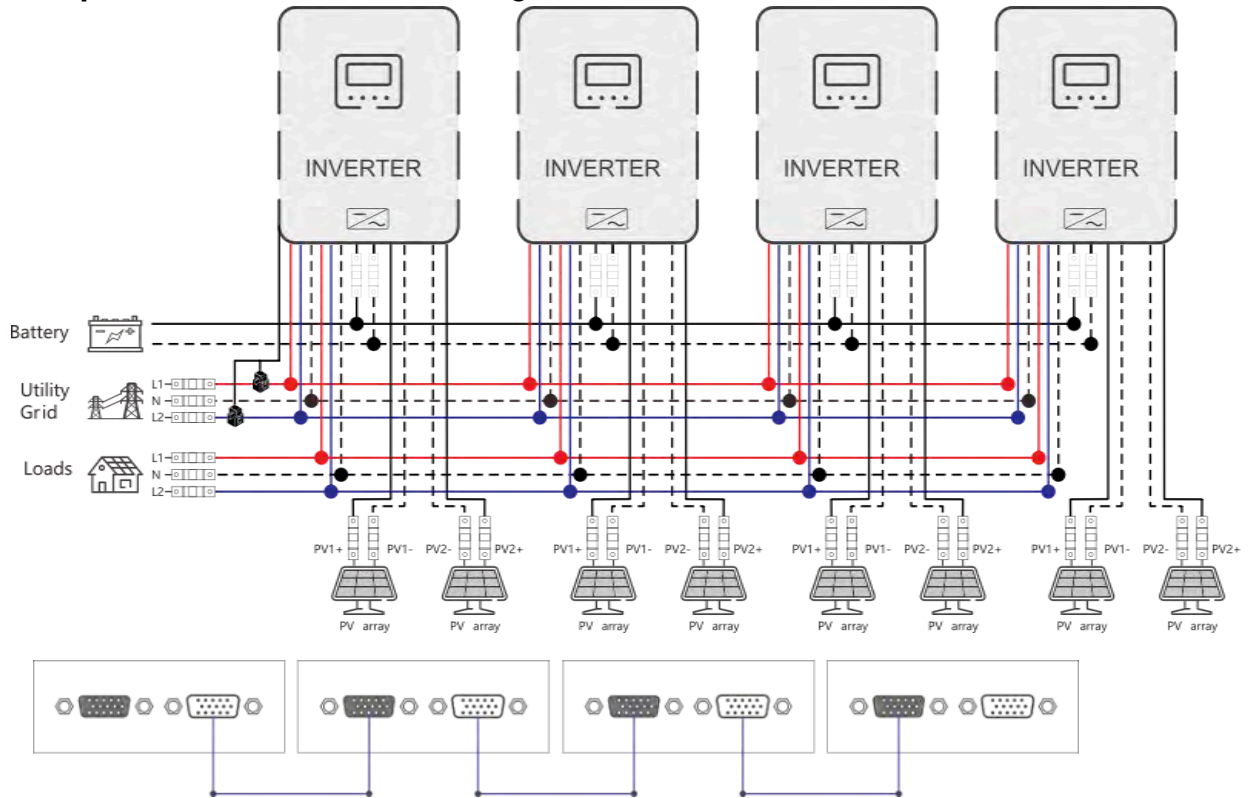 INVERTER INVERTER INVERTER INVERTER
Battery
Utility
Grid
L1
N
L2
Loads
L1
N
L2
PV1+ PV1- PV2- PV2+ PV1+ PV1- PV2- PV2+ PV1+ PV1- PV2- PV2+ PV1+ PV1- PV2- PV2+
PV array PV array PV array PV array PV array PV array PV array PV array